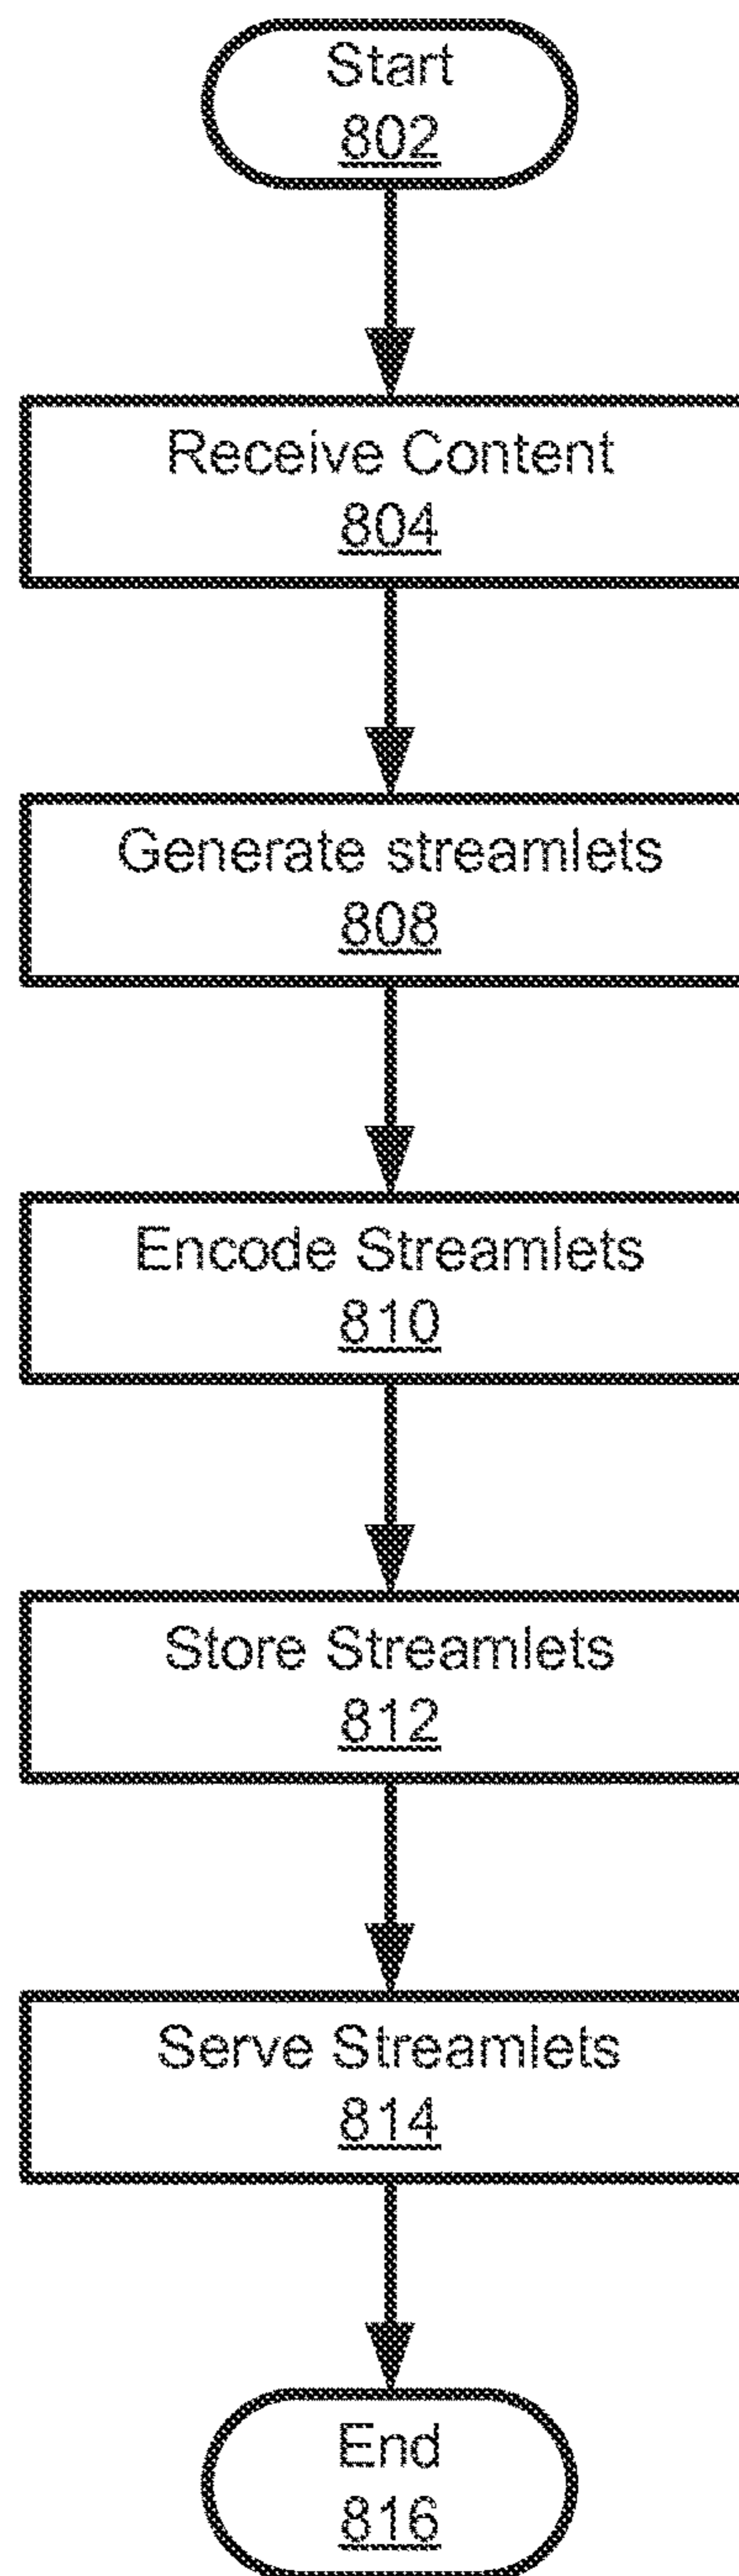 Start
802
Receive Content
804
Generate streamlets
808
Encode Streamlets
810
Store Streamlets
812
Serve Streamlets
814
End
816